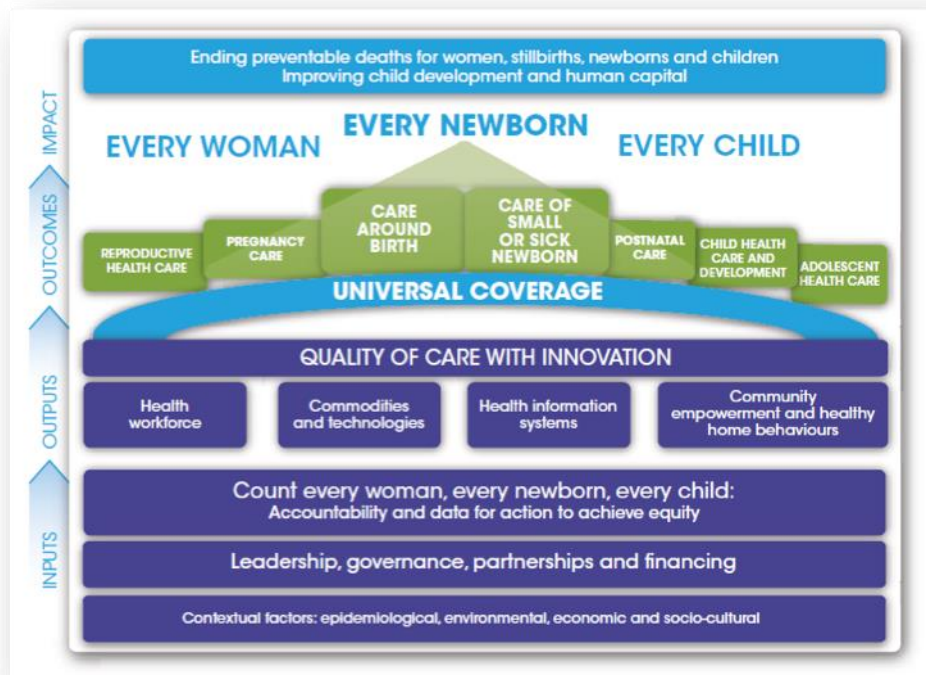 Ending preventable deaths for women, stillbirths, newborns and children
Improving child development and human capital
EVERY WOMAN
EVERY NEWBORN
EVERY CHILD
REPRODUCTIVE
HEALTH CARE
PREGNANCY
CARE
CARE
AROUND
BIRTH
CARE OF
SMALL
OR SICK
NEWBORN
POSTNATAL
CARE
CHILD HEALTH
CARE AND
DEVELOPMENT
ADOLESCENT
HEALTH CARE
UNIVERSAL COVERAGE
QUALITY OF CARE WITH INNOVATION
Health
workforce
Commodities
and technologies
Health information
systems
Community
empowerment and healthy
home behaviours
Count every woman, every newborn, every child:
Accountability and data for action to achieve equity
Leadership, governance, partnerships and financing
Contextual factors: epidemiological, environmental, economic and socio-cultural
IMPACT
OUTCOMES
OUTPUTS
INPUTS